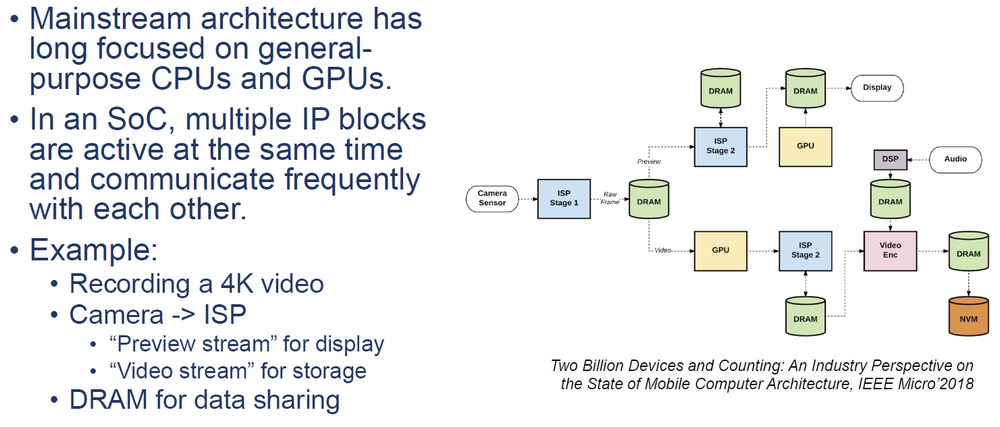 • Mainstream architecture has
long focused on general-
purpose CPUs and GPUs.
• In an SoC, multiple IP blocks
are active at the same time
and communicate frequently
with each other.
• Example:
• Recording a 4K video
• Camera -> ISP
• “Preview stream” for display
• “Video stream” for storage
• DRAM for data sharing
DRAM
DRAM
Display
ISP
Stage 2
GPU
Preview
DSP
Audio
Camera
Sensor
ISP
Stage 1
Raw
Frame
DRAM
DRAM
Video
GPU
ISP
Stage 2
Video
Enc
DRAM
DRAM
NVM
Two Billion Devices and Counting: An Industry Perspective on
the State of Mobile Computer Architecture, IEEE Micro’2018